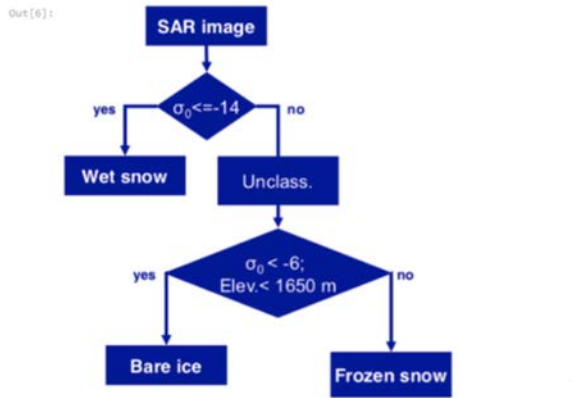 Out[6]:
SAR image
σ₀<=-14
yes
no
Wet snow
Unclass.
σ₀ < -6;
Elev.< 1650 m
yes
no
Bare ice
Frozen snow